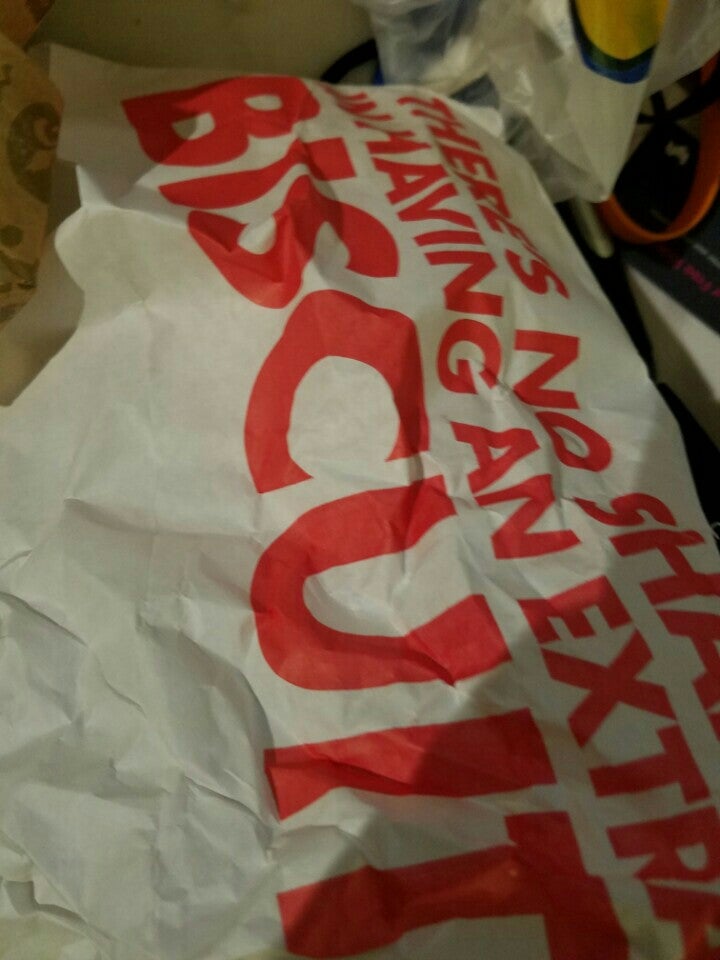 THERE'S NO SHAME
IN HAVING AN EXTRA
BISCUIT